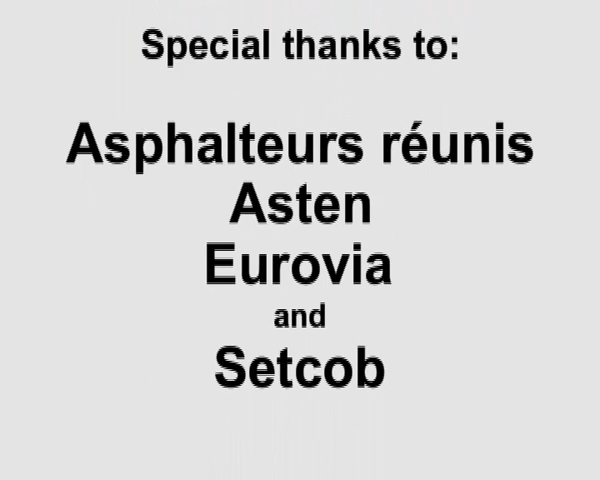 Special thanks to:
Asphalteurs réunis
Asten
Eurovia
and
Setcob